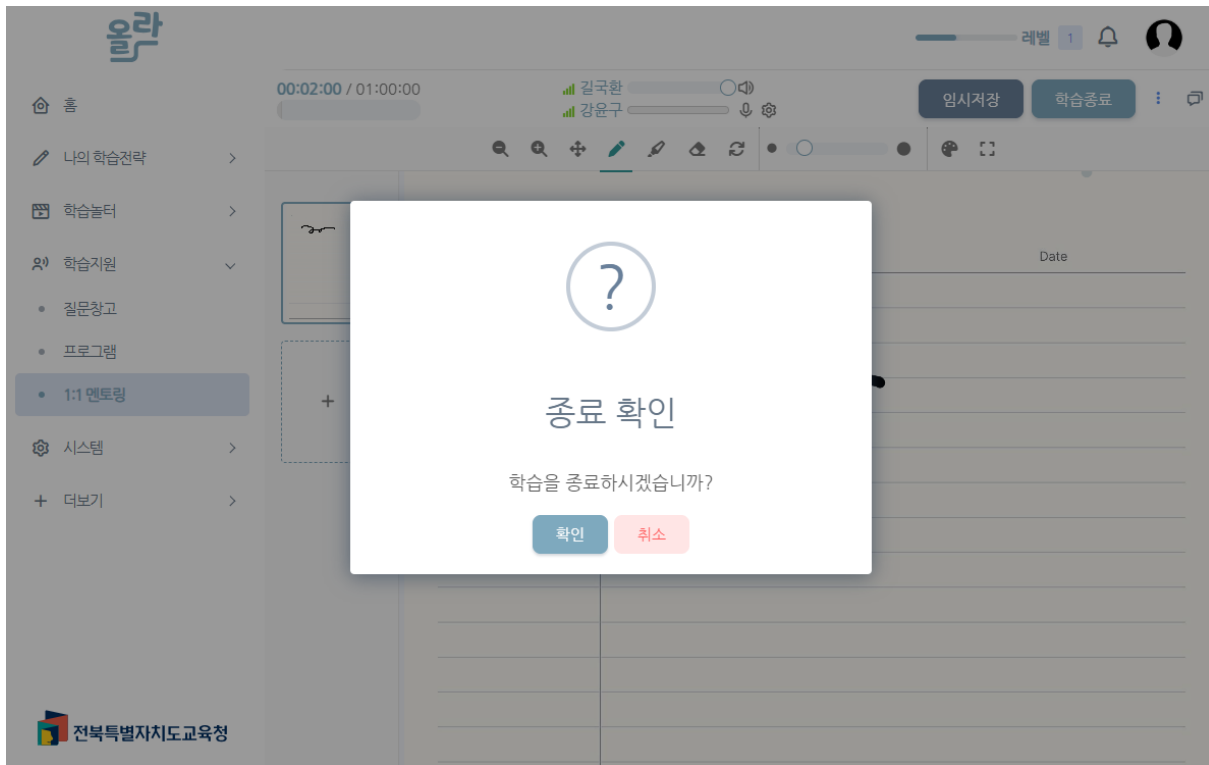 올라
레벨 1
00:02:00 / 01:00:00
길국환
강윤구
임시저장
학습종료
홈
나의 학습전략
학습놀터
학습지원
질문창고
프로그램
1:1 멘토링
시스템
+ 더보기
+
Date
?
종료 확인
학습을 종료하시겠습니까?
확인
취소
전북특별자치도교육청